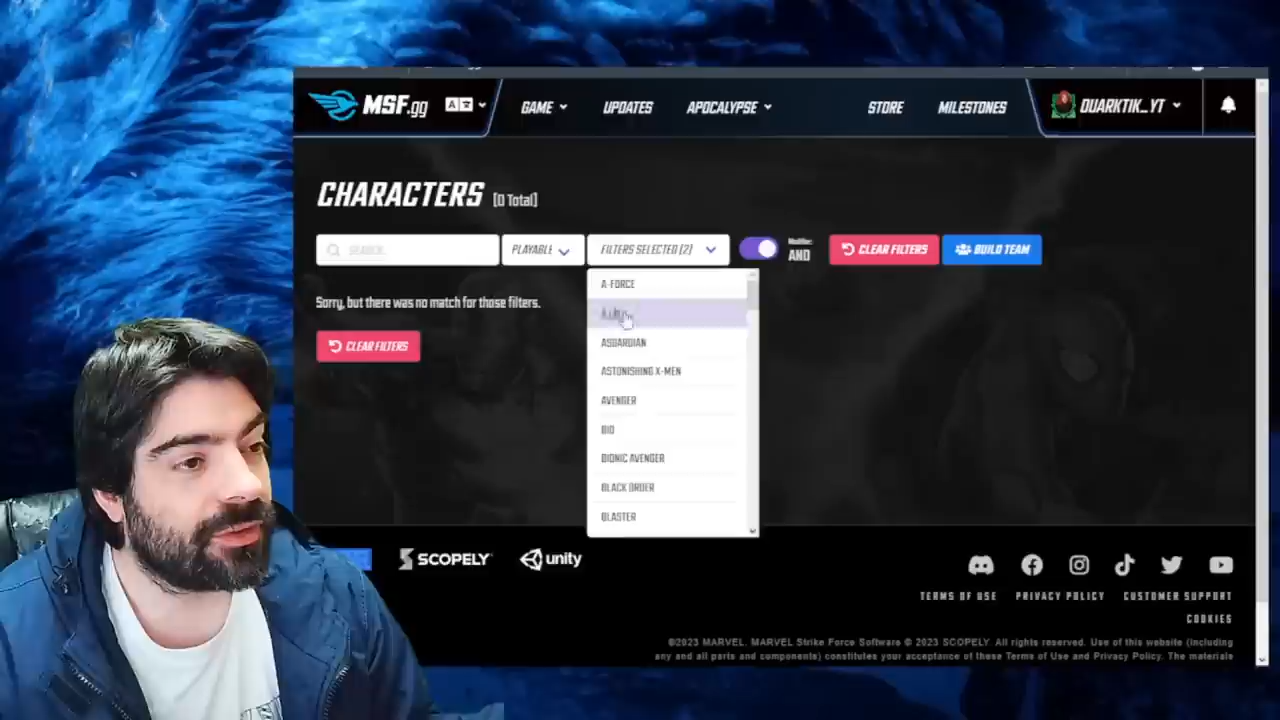 MSF.gg
GAME
UPDATES
APOCALYPSE
STORE
MILESTONES
QUARKTIK_YT
CHARACTERS [0 Total]
SEARCH
PLAYABLE
FILTERS SELECTED (2)
AND
CLEAR FILTERS
BUILD TEAM
Sorry, but there was no match for those filters.
CLEAR FILTERS
A-FORCE
ASGARDIAN
ASTONISHING X-MEN
AVENGER
BIO
BIONIC AVENGER
BLACK ORDER
BLASTER
SCOPELY
unity
TERMS OF USE
PRIVACY POLICY
CUSTOMER SUPPORT
COOKIES
©2023 MARVEL. MARVEL Strike Force Software © 2023 SCOPELY. All rights reserved. Use of this website (including
any and all parts and components) constitutes your acceptance of these Terms of Use and Privacy Policy. The materials